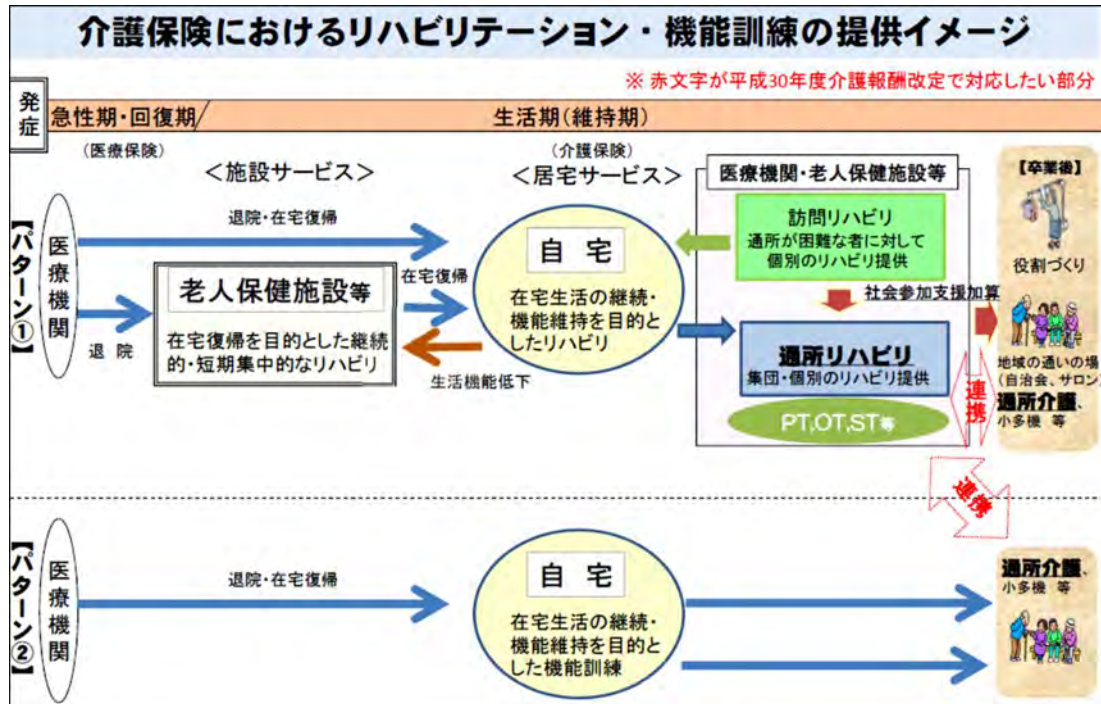 介護保険におけるリハビリテーション・機能訓練の提供イメージ
※ 赤文字が平成30年度介護報酬改定で対応したい部分
発症
急性期・回復期
生活期(維持期)
(医療保険)
(介護保険)
<施設サービス>
<居宅サービス>
医療機関・老人保健施設等
【卒業後】
【パターン①】
医療機関
退院・在宅復帰
退 院
老人保健施設等
在宅復帰を目的とした継続
的・短期集中的なリハビリ
在宅復帰
生活機能低下
自 宅
在宅生活の継続・
機能維持を目的と
したリハビリ
訪問リハビリ
通所が困難な者に対して
個別のリハビリ提供
社会参加支援加算
通所リハビリ
集団・個別のリハビリ提供
PT,OT,ST等
連携
役割づくり
地域の通いの場
(自治会、サロン)
通所介護、
小多機 等
連携
【パターン②】
医療機関
退院・在宅復帰
自 宅
在宅生活の継続・
機能維持を目的と
した機能訓練
通所介護、
小多機 等